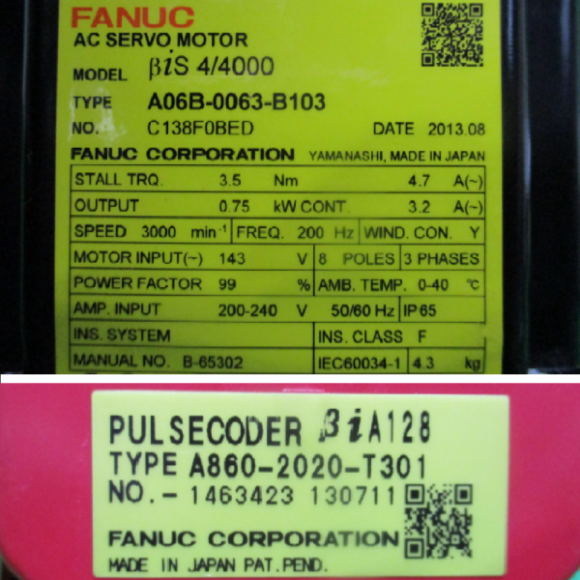 FANUC
AC SERVO MOTOR
MODEL βiS 4/4000
TYPE A06B-0063-B103
NO. C138F0BED DATE 2013.08
FANUC CORPORATION YAMANASHI, MADE IN JAPAN
STALL TRQ. 3.5 Nm 4.7 A(~)
OUTPUT 0.75 kW CONT. 3.2 A(~)
SPEED 3000 min⁻¹ FREQ. 200 Hz WIND. CON. Y
MOTOR INPUT(~) 143 V 8 POLES 3 PHASES
POWER FACTOR 99 % AMB. TEMP. 0-40 ℃
AMP. INPUT 200-240 V 50/60 Hz IP65
INS. SYSTEM INS. CLASS F
MANUAL NO. B-65302 IEC60034-1 4.3 kg
PULSECODER βiA128
TYPE A860-2020-T301
NO.- 1463423 130711
FANUC CORPORATION
MADE IN JAPAN PAT.PEND.